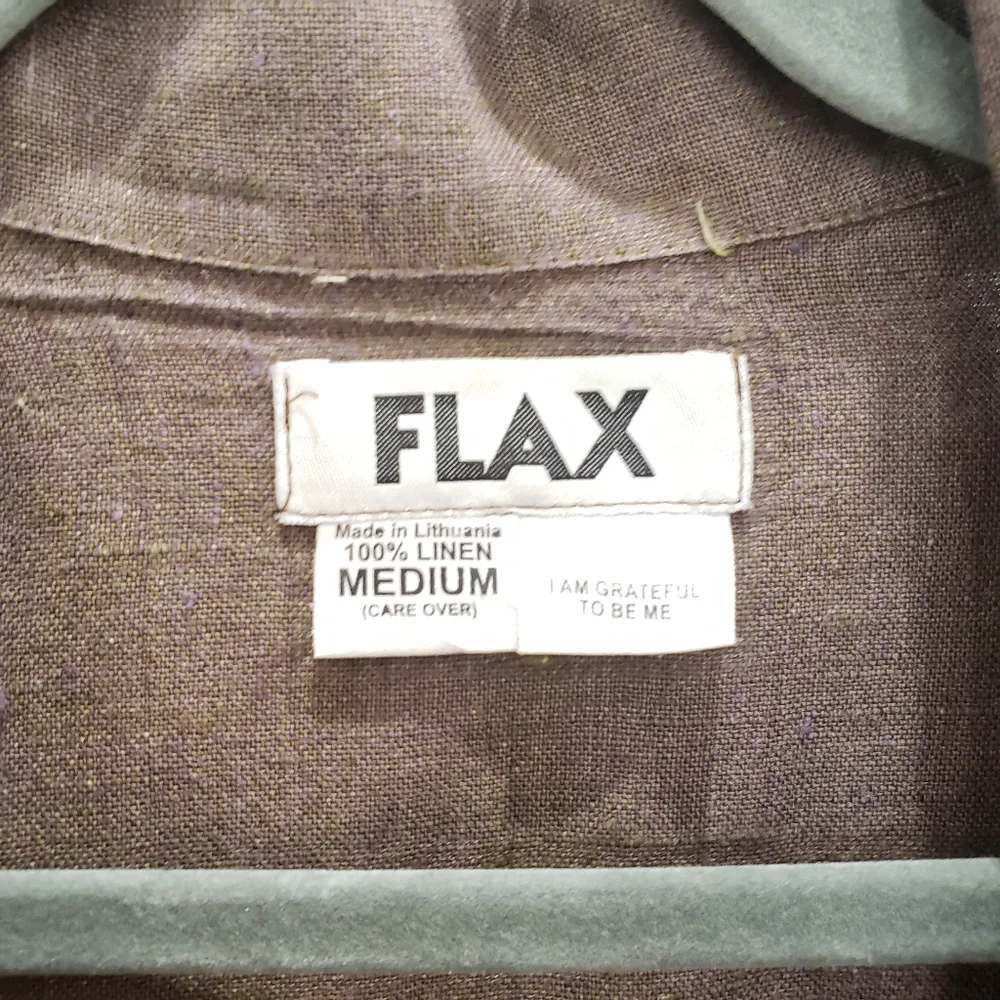 FLAX
Made in Lithuania
100% LINEN
MEDIUM
(CARE OVER)
I AM GRATEFUL
TO BE ME